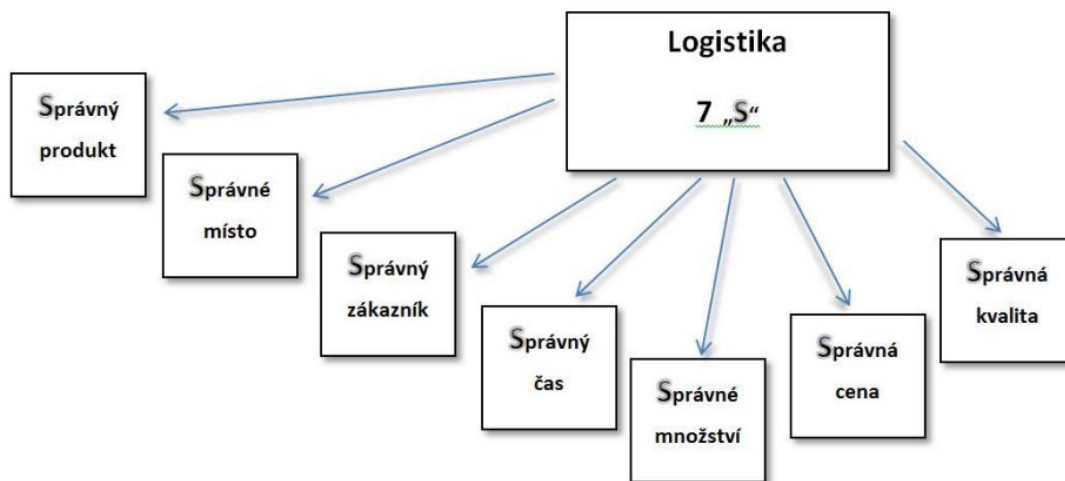 Logistika
7 „S“
Správný
produkt
Správné
místo
Správný
zákazník
Správný
čas
Správné
množství
Správná
cena
Správná
kvalita